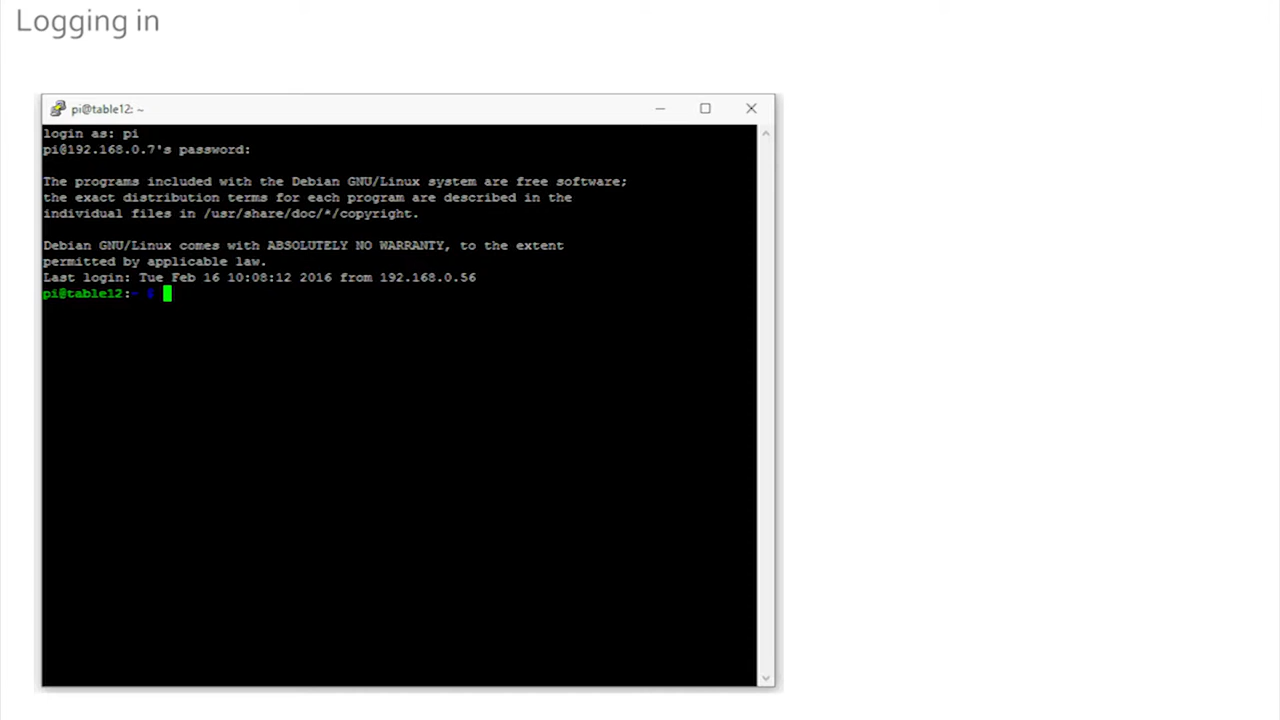 Logging in
pi@table12: ~
login as: pi
pi@192.168.0.7's password:
The programs included with the Debian GNU/Linux system are free software;
the exact distribution terms for each program are described in the
individual files in /usr/share/doc/*/copyright.
Debian GNU/Linux comes with ABSOLUTELY NO WARRANTY, to the extent
permitted by applicable law.
Last login: Tue Feb 16 10:08:12 2016 from 192.168.0.56
pi@table12:~ $